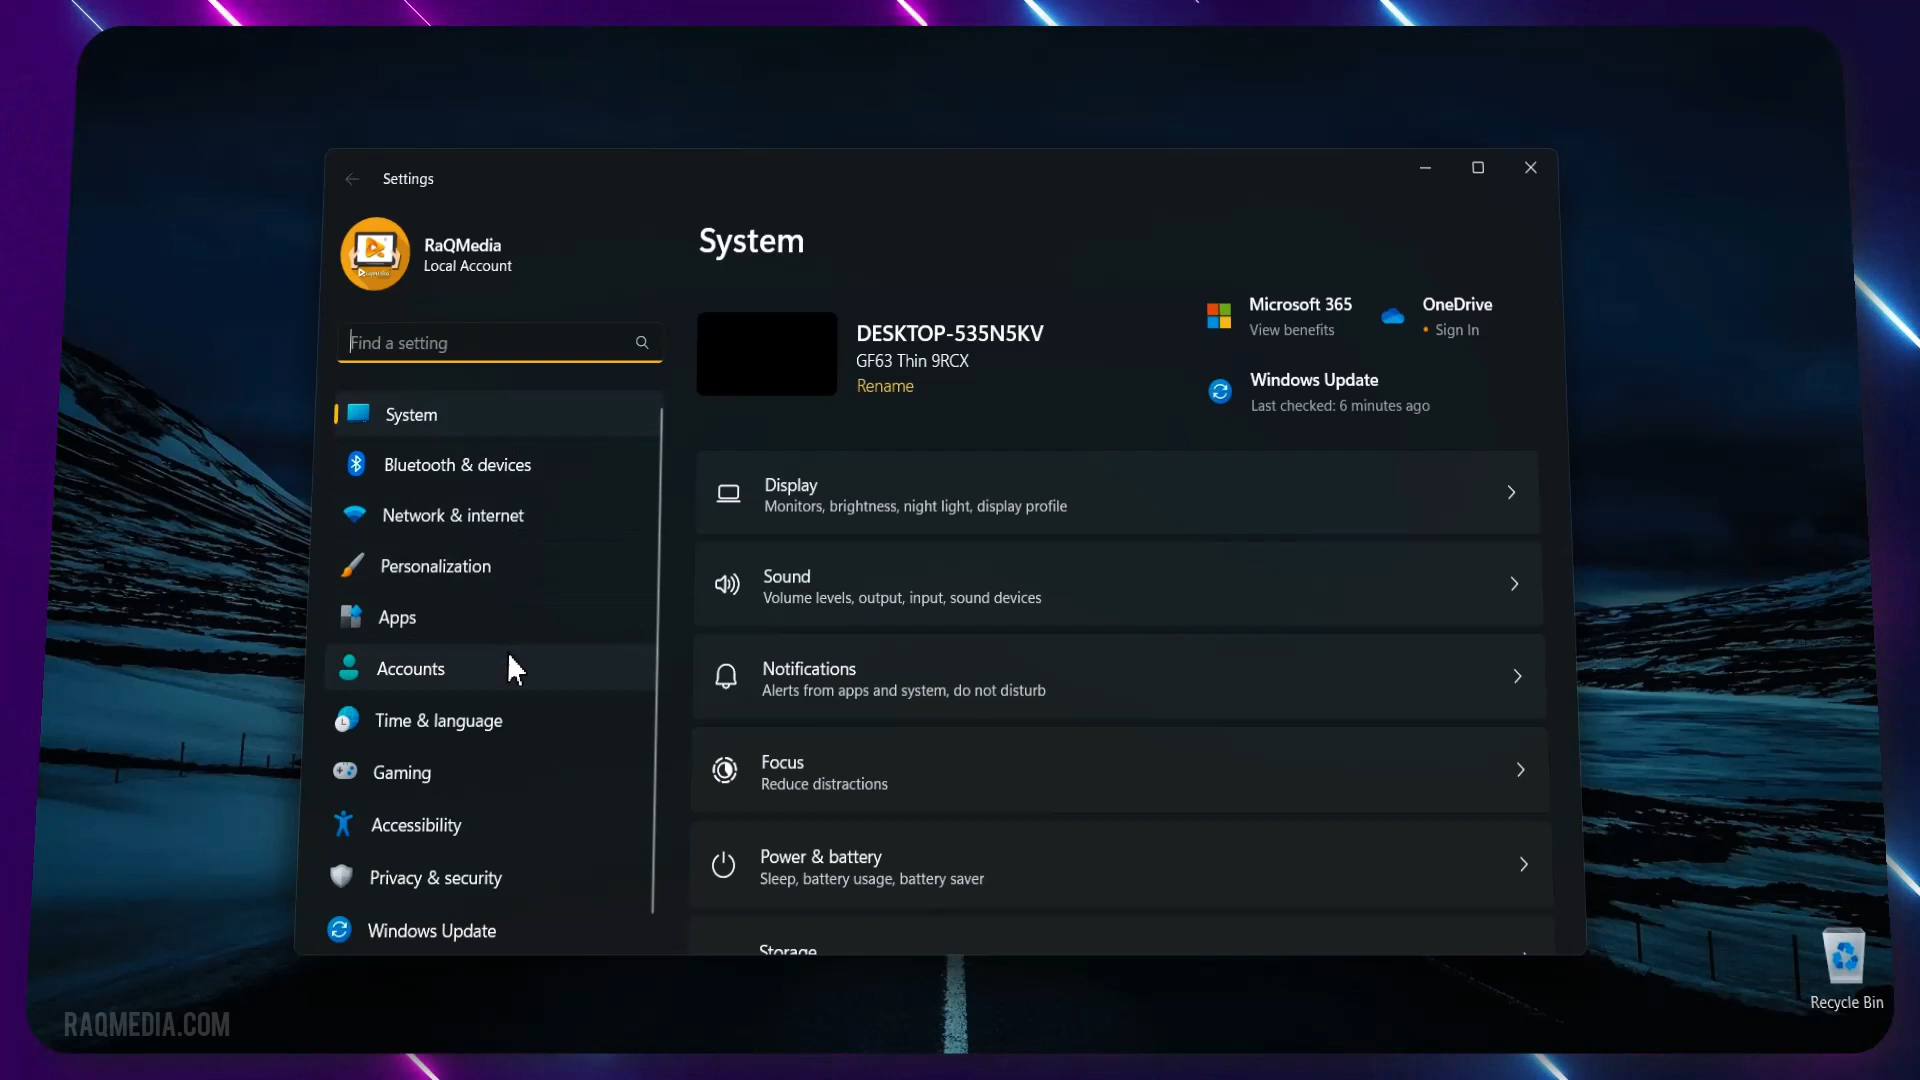 Settings
RaQMedia
Local Account
Find a setting
System
Bluetooth & devices
Network & internet
Personalization
Apps
Accounts
Time & language
Gaming
Accessibility
Privacy & security
Windows Update
System
DESKTOP-535N5KV
GF63 Thin 9RCX
Rename
Microsoft 365
View benefits
OneDrive
• Sign In
Windows Update
Last checked: 6 minutes ago
Display
Monitors, brightness, night light, display profile
Sound
Volume levels, output, input, sound devices
Notifications
Alerts from apps and system, do not disturb
Focus
Reduce distractions
Power & battery
Sleep, battery usage, battery saver
Storage
Recycle Bin
RAQMEDIA.COM